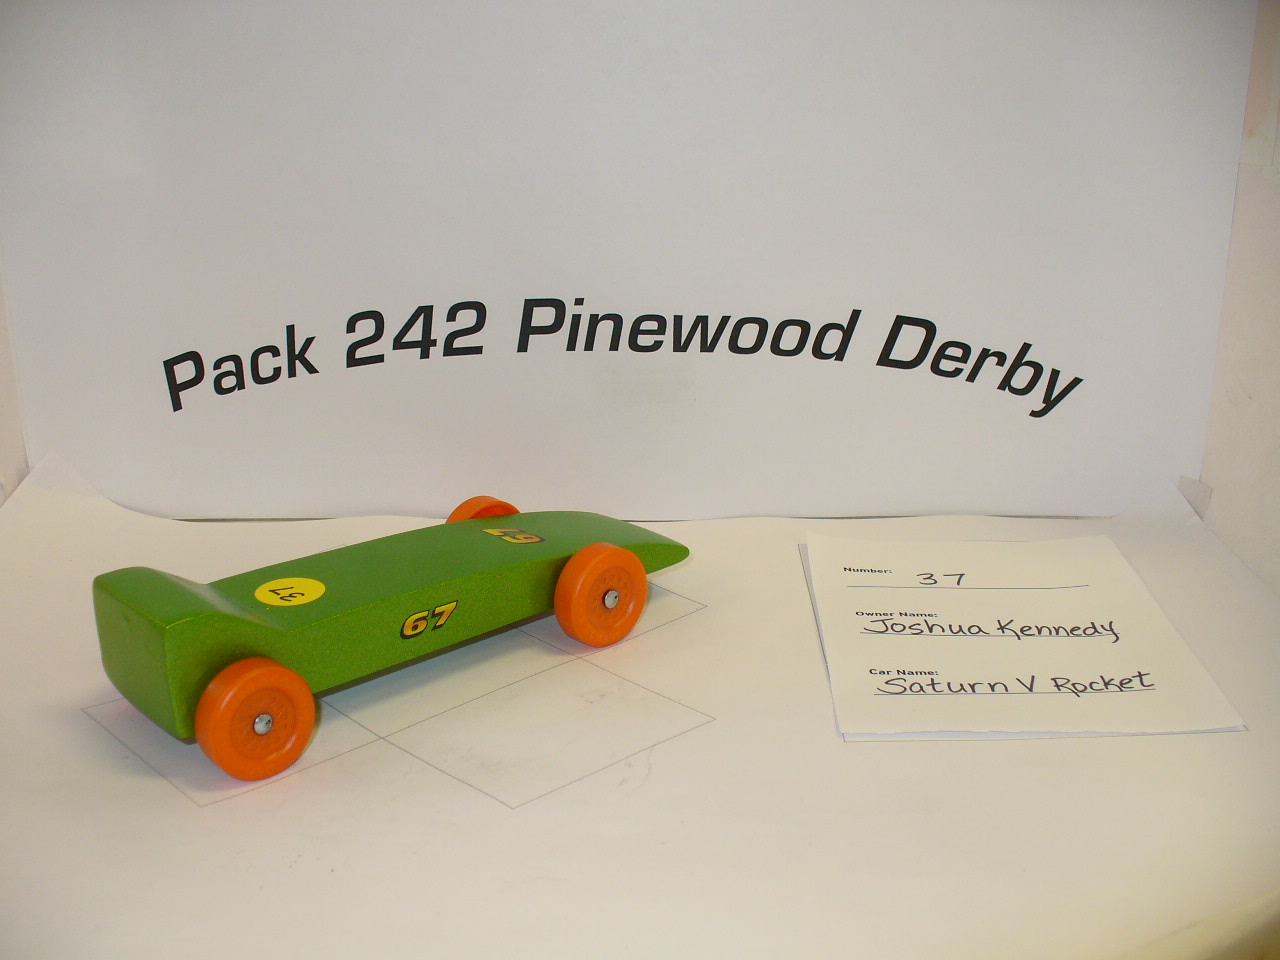 Pack 242 Pinewood Derby
67
37
67
Number: 37
Owner Name:
Joshua Kennedy
Car Name:
Saturn V Rocket